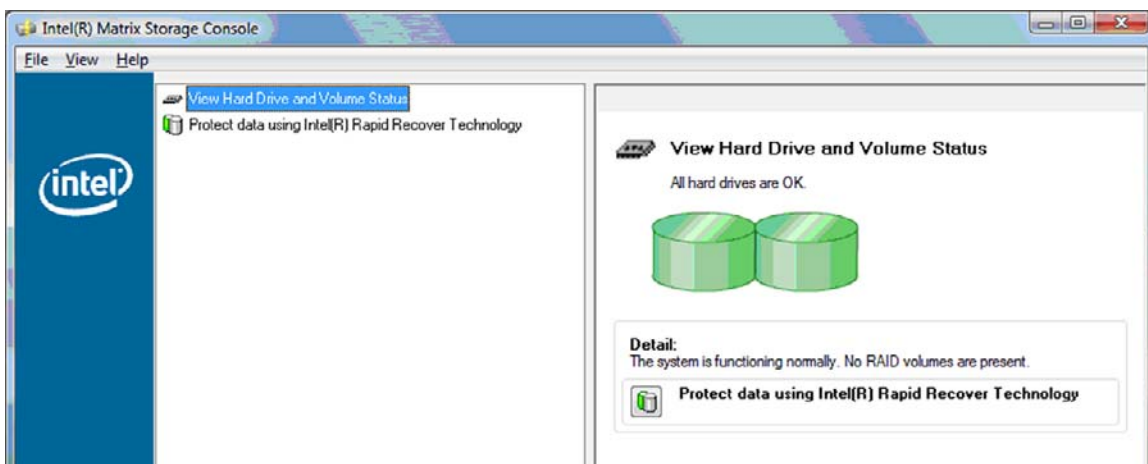 Intel(R) Matrix Storage Console
File View Help
intel
View Hard Drive and Volume Status
Protect data using Intel(R) Rapid Recover Technology
View Hard Drive and Volume Status
All hard drives are OK.
Detail:
The system is functioning normally. No RAID volumes are present.
Protect data using Intel(R) Rapid Recover Technology